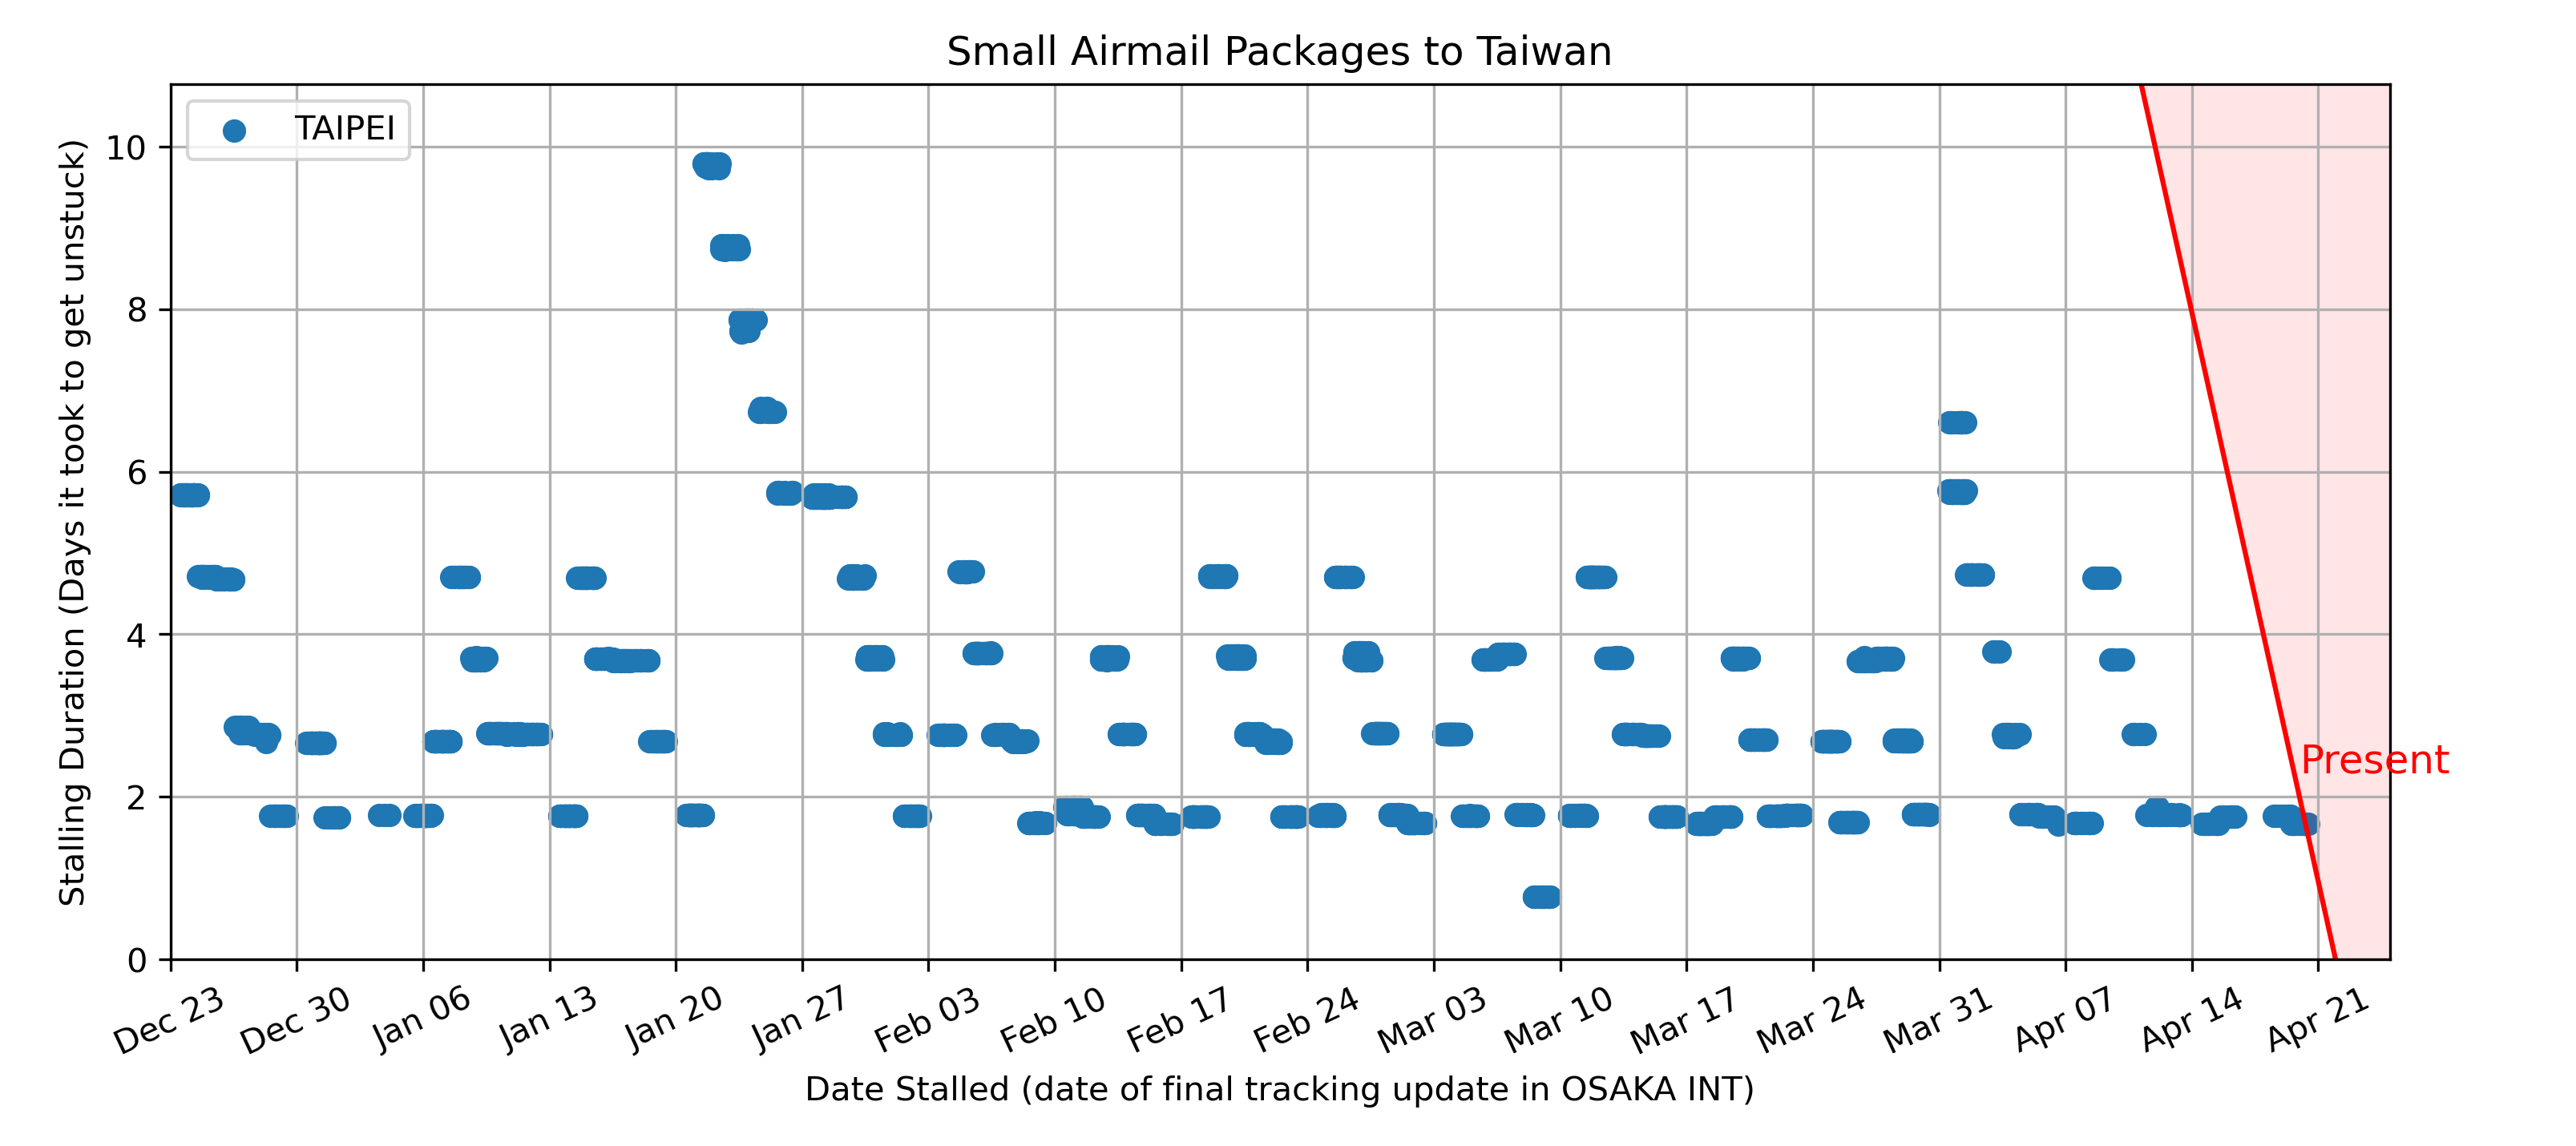 Small Airmail Packages to Taiwan
TAIPEI
Stalling Duration (Days it took to get unstuck)
10
8
6
4
2
0
Present
Dec 23
Dec 30
Jan 06
Jan 13
Jan 20
Jan 27
Feb 03
Feb 10
Feb 17
Feb 24
Mar 03
Mar 10
Mar 17
Mar 24
Mar 31
Apr 07
Apr 14
Apr 21
Date Stalled (date of final tracking update in OSAKA INT)